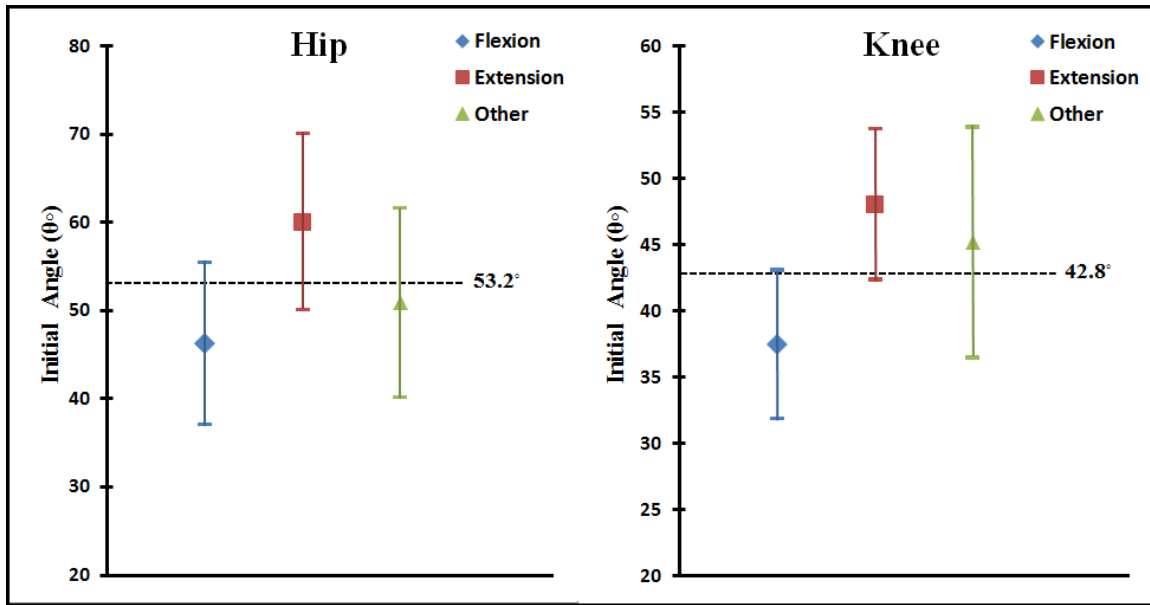 Hip
Flexion
Extension
Other
Initial Angle (θ°)
80
70
60
50
40
30
20
53.2°
Knee
Flexion
Extension
Other
Initial Angle (θ°)
60
55
50
45
40
35
30
25
20
42.8°